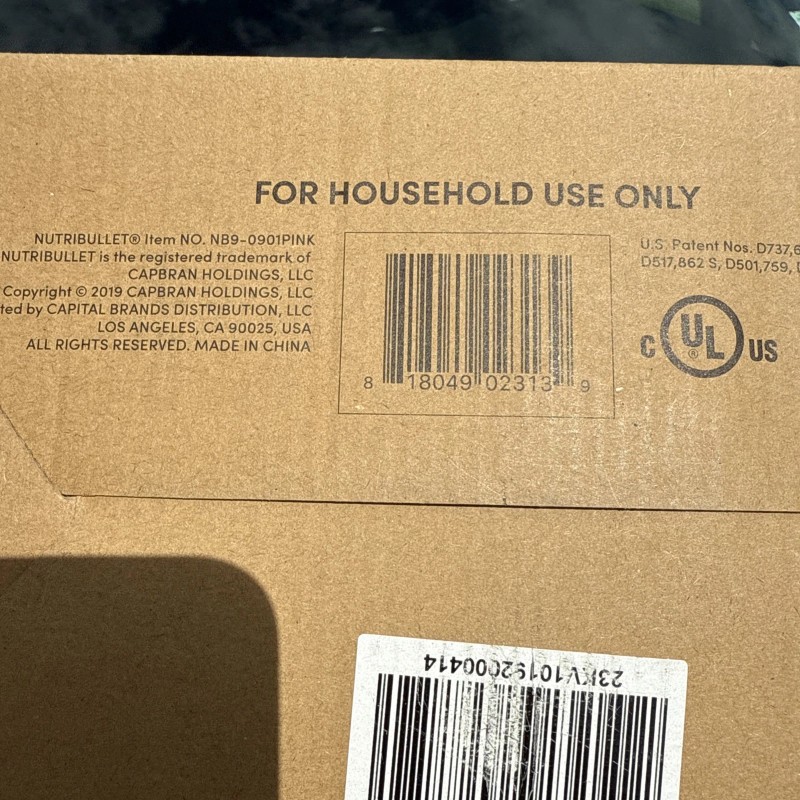 FOR HOUSEHOLD USE ONLY
NUTRIBULLET® Item NO. NB9-0901PINK
NUTRIBULLET is the registered trademark of
CAPBRAN HOLDINGS, LLC
Copyright © 2019 CAPBRAN HOLDINGS, LLC
by CAPITAL BRANDS DISTRIBUTION, LLC
LOS ANGELES, CA 90025, USA
ALL RIGHTS RESERVED. MADE IN CHINA
8 18049 02313 9
U.S. Patent Nos.
D517,862 S, D501,759,
C UL® US
23KV10192000414